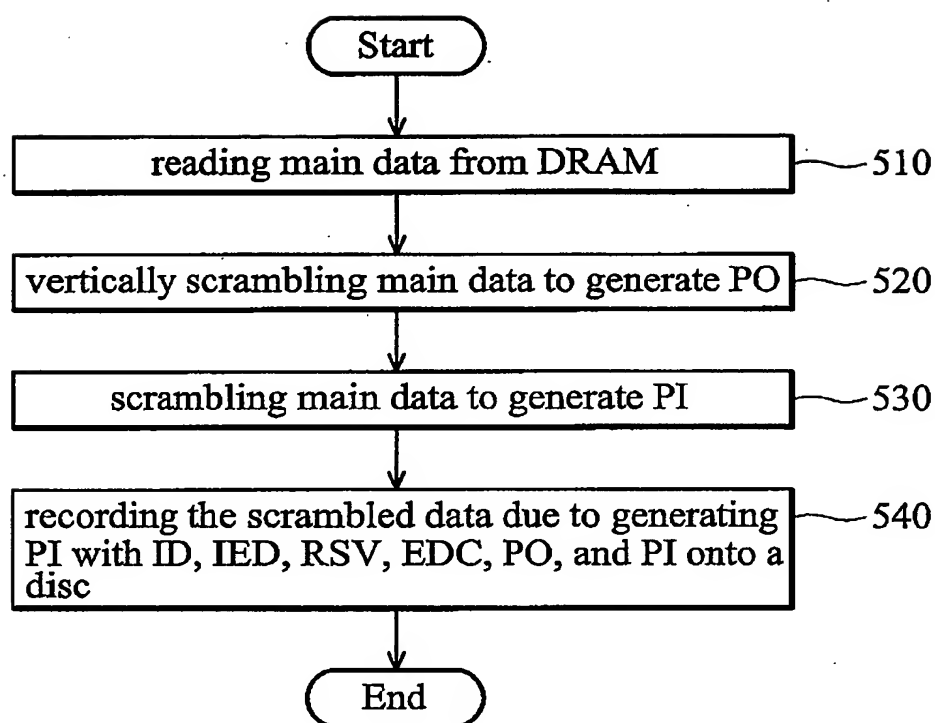 Start
reading main data from DRAM
510
vertically scrambling main data to generate PO
520
scrambling main data to generate PI
530
recording the scrambled data due to generating
PI with ID, IED, RSV, EDC, PO, and PI onto a
disc
540
End